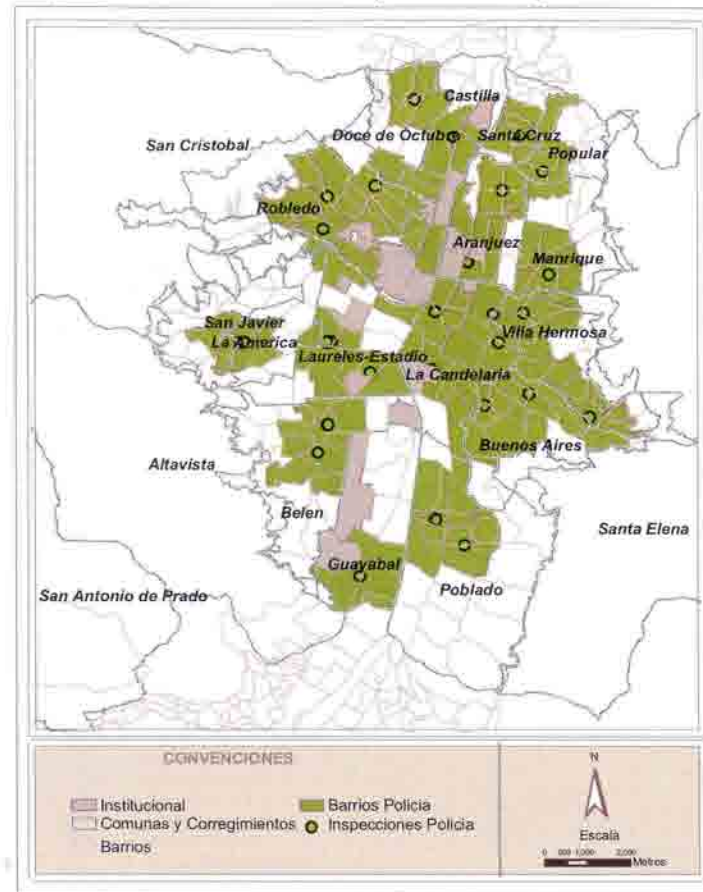 Castilla
San Cristobal
Doce de Octub
Santa Cruz
Popular
Robledo
Aranjuez
Manrique
San Javier
La America
Villa Hermosa
Laureles-Estadio
La Candelaria
Buenos Aires
Altavista
Belen
Santa Elena
Guayabal
Poblado
San Antonio de Prado
CONVENCIONES
Institucional
Barrios Policia
Comunas y Corregimientos
Inspecciones Policia
Barrios
N
Escala
Metros